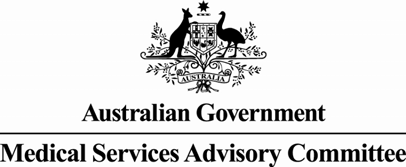 AUSTRALIA
Australian Government
Medical Services Advisory Committee